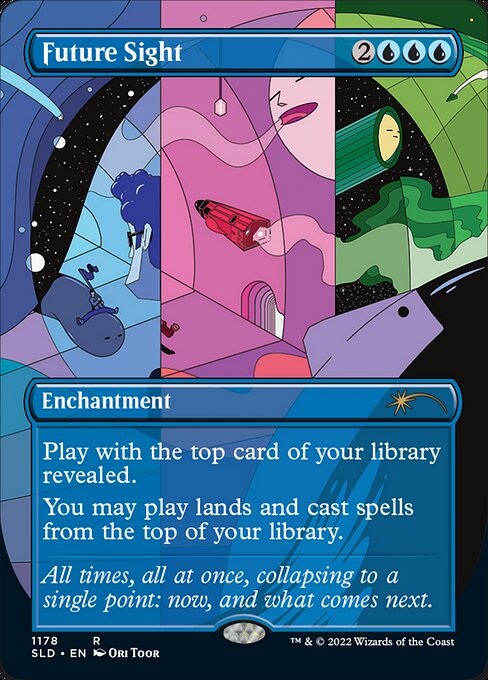 Future Sight 2
Enchantment
Play with the top card of your library
revealed.
You may play lands and cast spells
from the top of your library.
All times, all at once, collapsing to a
single point: now, and what comes next.
1178 R
SLD • EN Ori Toor
™ & © 2022 Wizards of the Coast